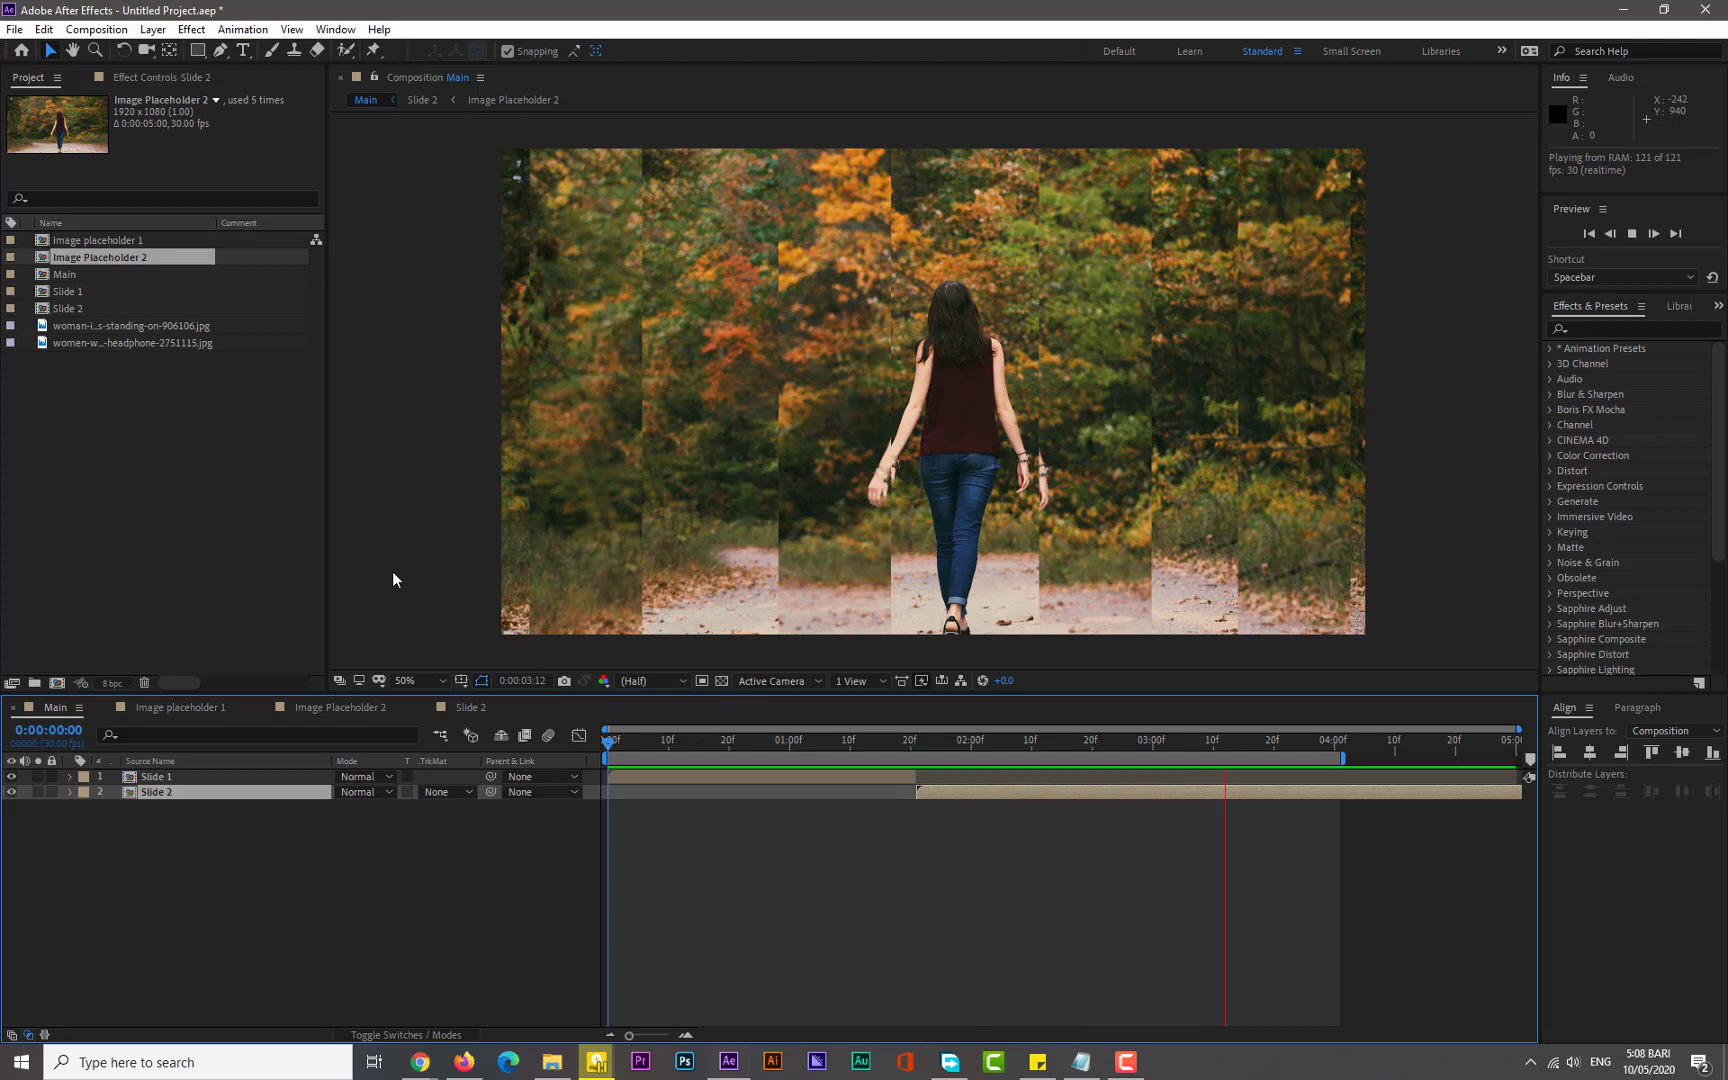 Adobe After Effects - Untitled Project.aep *
File Edit Composition Layer Effect Animation View Window Help
Snapping
Default Learn Standard Small Screen Libraries
Search Help
Project Effect Controls Slide 2
Image Placeholder 2 , used 5 times
1920 x 1080 (1.00)
Δ 0:00:05:00, 30.00 fps
Name Comment
Image placeholder 1
Image Placeholder 2
Main
Slide 1
Slide 2
woman-i...s-standing-on-906106.jpg
women-w...-headphone-2751115.jpg
8 bpc
Composition Main
Main Slide 2 Image Placeholder 2
50% 0:00:03:12 (Half) Active Camera 1 View +0.0
Info Audio
R :
G :
B :
A : 0
X : -242
Y : 940
Playing from RAM: 121 of 121
fps: 30 (realtime)
Preview
Shortcut
Spacebar
Effects & Presets Librai
* Animation Presets
3D Channel
Audio
Blur & Sharpen
Boris FX Mocha
Channel
CINEMA 4D
Color Correction
Distort
Expression Controls
Generate
Immersive Video
Keying
Matte
Noise & Grain
Obsolete
Perspective
Sapphire Adjust
Sapphire Blur+Sharpen
Sapphire Composite
Sapphire Distort
Sapphire Lighting
Main Image placeholder 1 Image Placeholder 2 Slide 2
0:00:00:00
00000 (30.00 fps)
# Source Name Mode T .TrkMat Parent & Link
1 Slide 1 Normal None
2 Slide 2 Normal None None
10f 20f 01:00f 10f 20f 02:00f 10f 20f 03:00f 10f 20f 04:00f 10f 20f 05:00
Toggle Switches / Modes
Align Paragraph
Align Layers to: Composition
Distribute Layers:
Type here to search
Pr Ps Ae Ai Au
ENG
5:08 BARI
10/05/2020
2